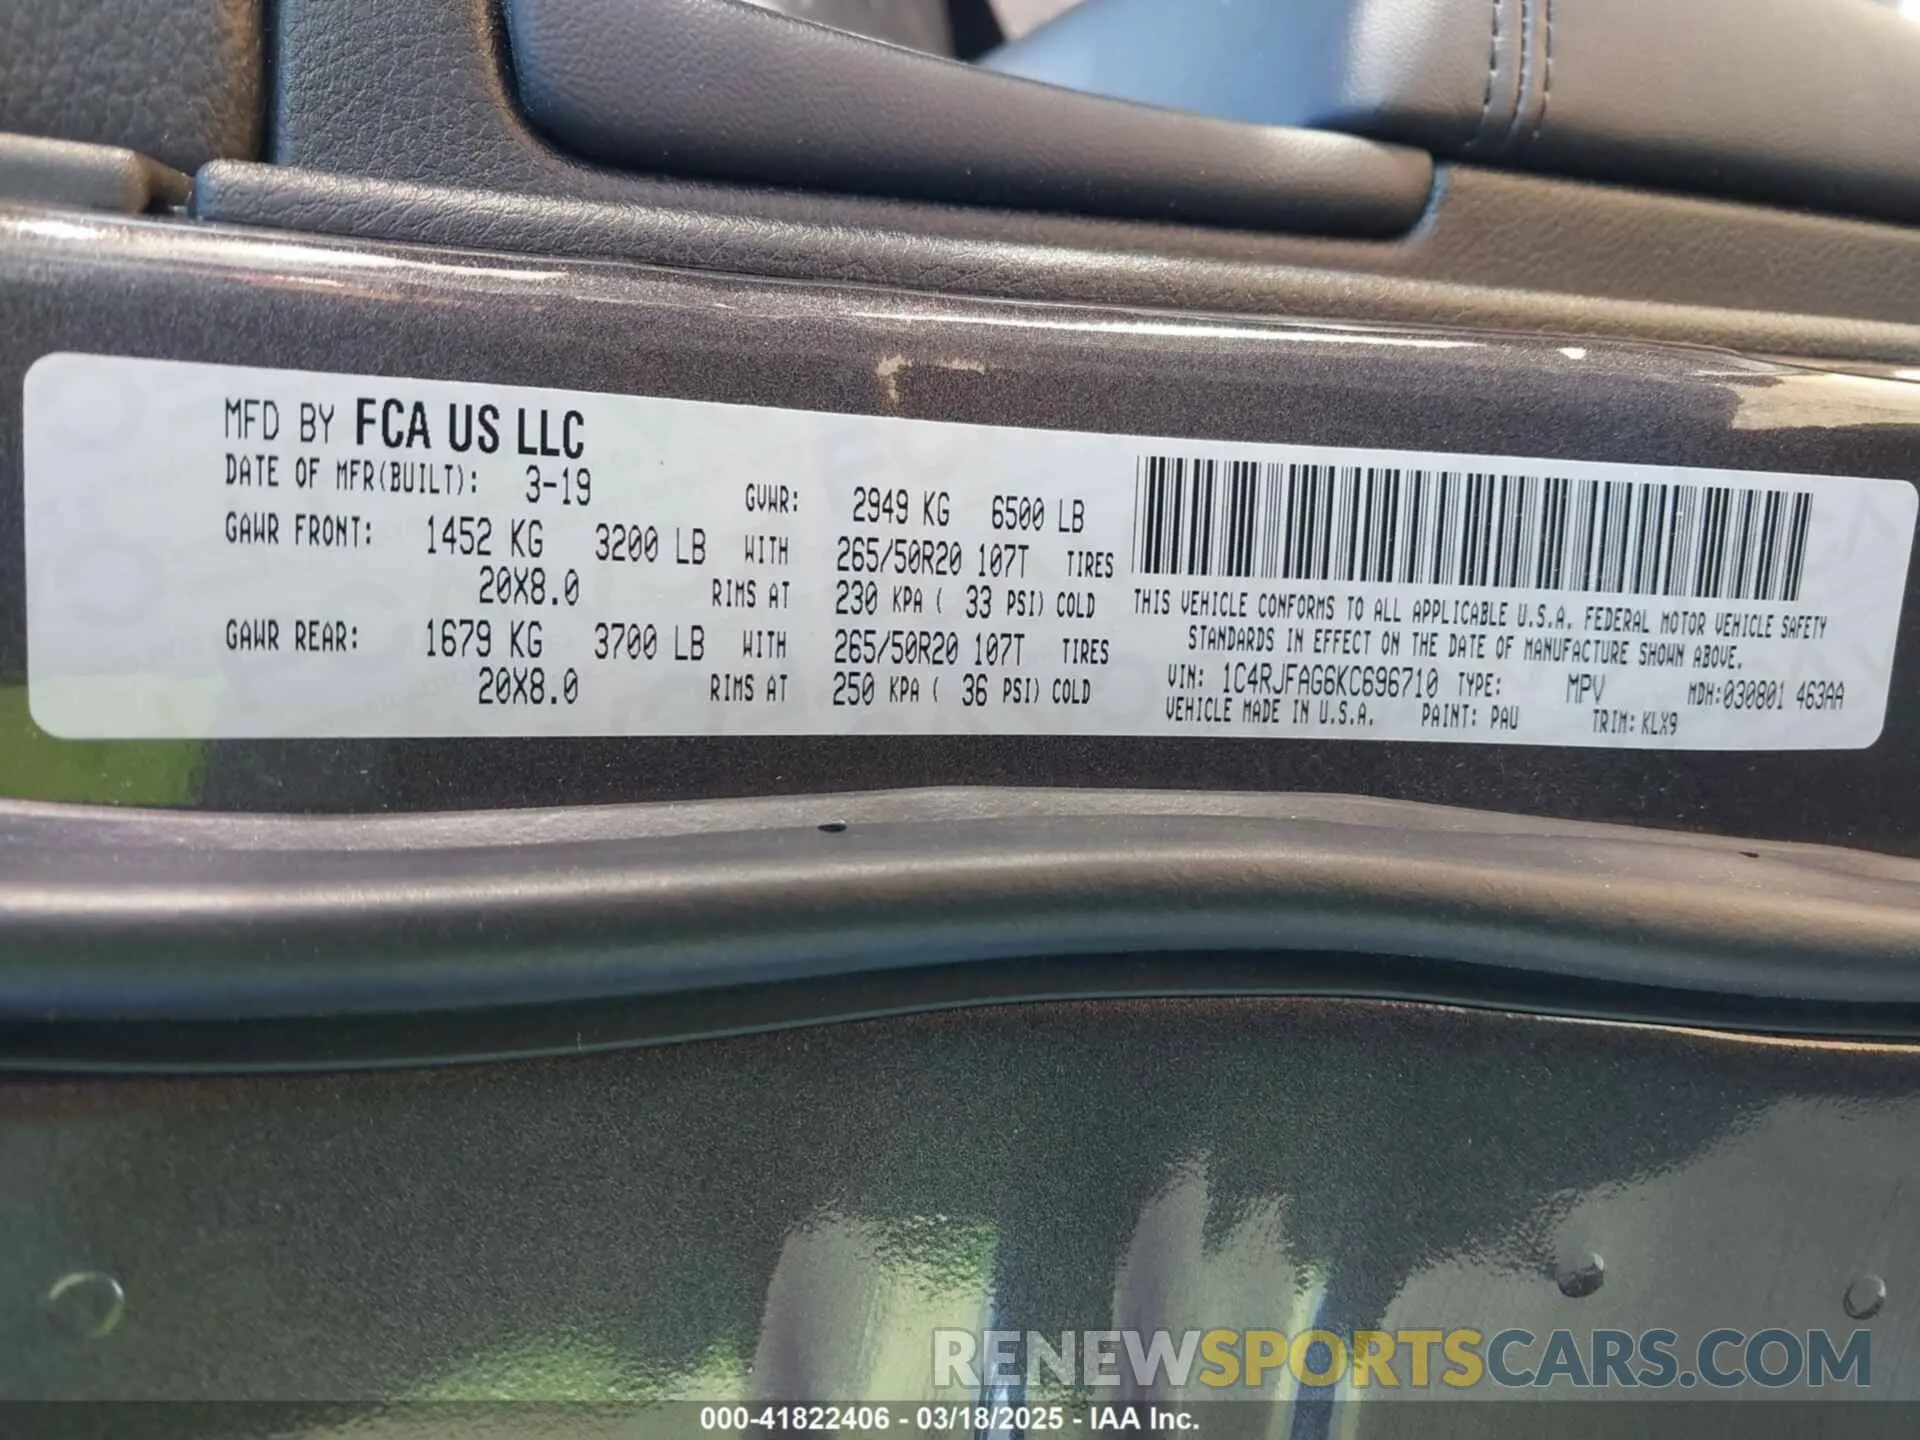 MFD BY FCA US LLC
DATE OF MFR(BUILT): 3-19
GVWR: 2949 KG 6500 LB
GAWR FRONT: 1452 KG 3200 LB WITH 265/50R20 107T TIRES
20X8.0 RIMS AT 230 KPA ( 33 PSI) COLD
GAWR REAR: 1679 KG 3700 LB WITH 265/50R20 107T TIRES
20X8.0 RIMS AT 250 KPA ( 36 PSI) COLD
THIS VEHICLE CONFORMS TO ALL APPLICABLE U.S.A. FEDERAL MOTOR VEHICLE SAFETY
STANDARDS IN EFFECT ON THE DATE OF MANUFACTURE SHOWN ABOVE.
VIN: 1C4RJFAG6KC696710 TYPE: MPV MDH:030801 463AA
VEHICLE MADE IN U.S.A. PAINT: PAU TRIM: KLX9
RENEWSPORTSCARS.COM
000-41822406 - 03/18/2025 - IAA Inc.